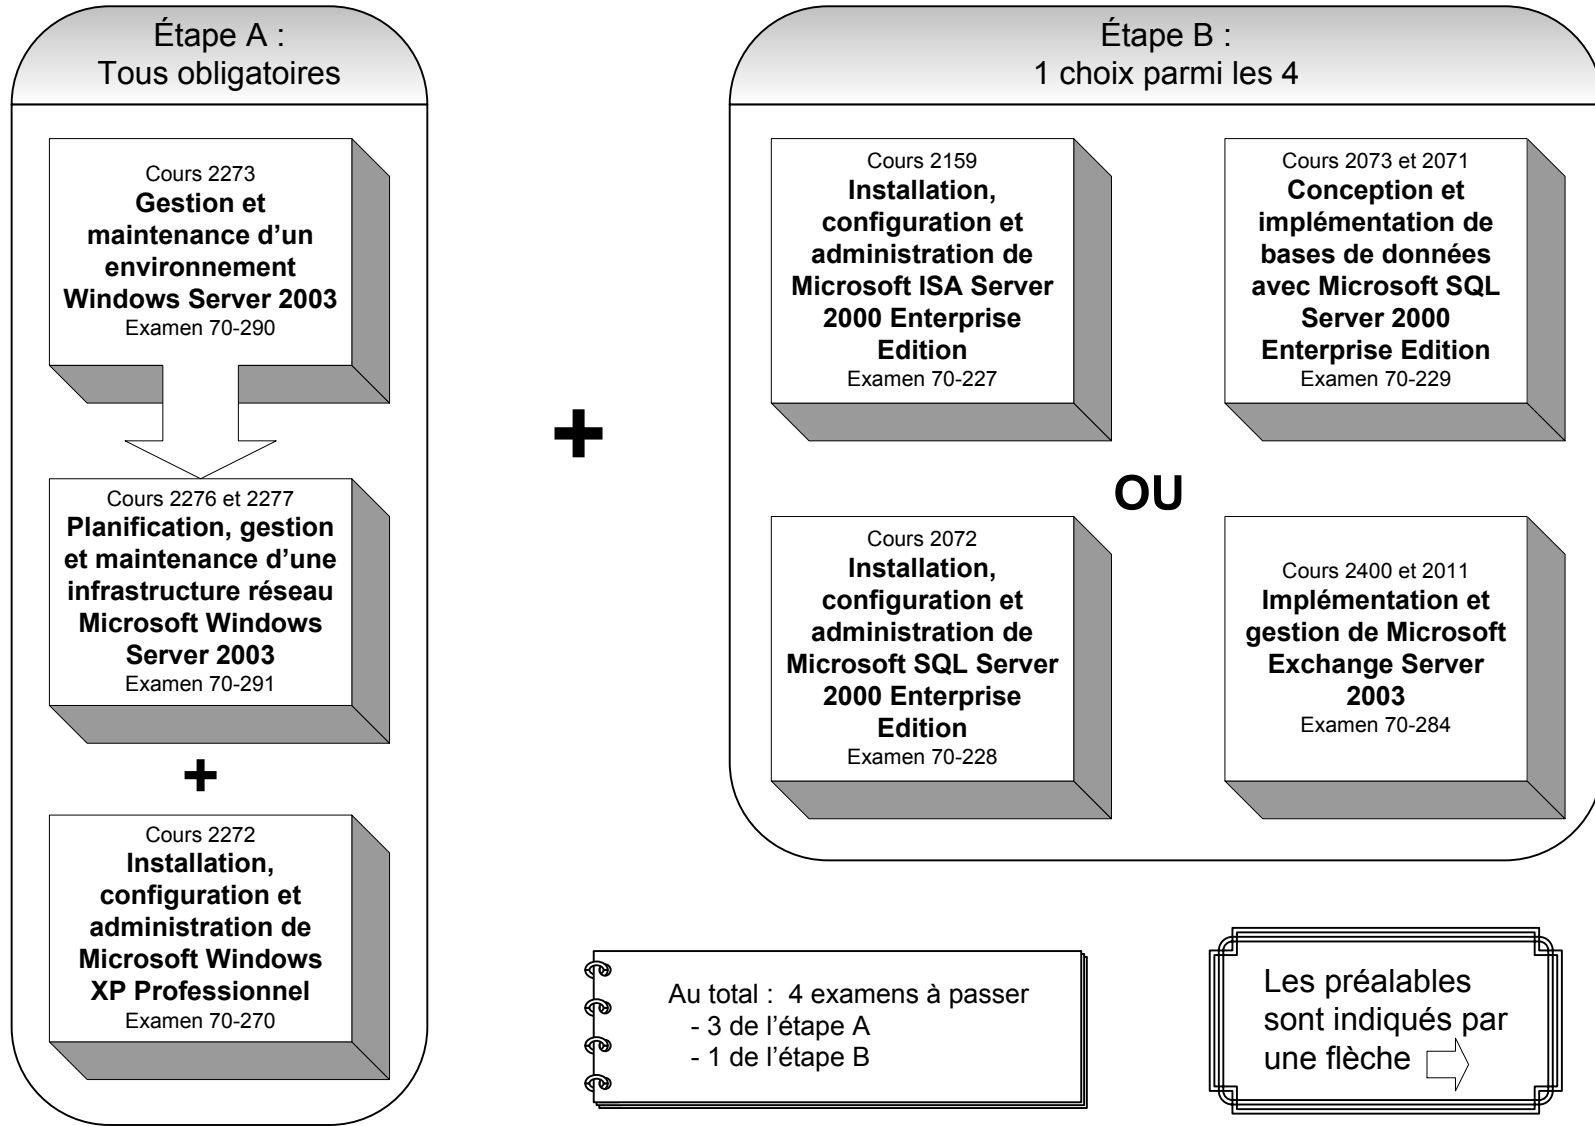 Étape A :
Tous obligatoires
Cours 2273
Gestion et
maintenance d'un
environnement
Windows Server 2003
Examen 70-290
Cours 2276 et 2277
Planification, gestion
et maintenance d'une
infrastructure réseau
Microsoft Windows
Server 2003
Examen 70-291
+
Cours 2272
Installation,
configuration et
administration de
Microsoft Windows
XP Professionnel
Examen 70-270
+
Étape B :
1 choix parmi les 4
Cours 2159
Installation,
configuration et
administration de
Microsoft ISA Server
2000 Enterprise
Edition
Examen 70-227
Cours 2073 et 2071
Conception et
implémentation de
bases de données
avec Microsoft SQL
Server 2000
Enterprise Edition
Examen 70-229
OU
Cours 2072
Installation,
configuration et
administration de
Microsoft SQL Server
2000 Enterprise
Edition
Examen 70-228
Cours 2400 et 2011
Implémentation et
gestion de Microsoft
Exchange Server
2003
Examen 70-284
Au total : 4 examens à passer
- 3 de l'étape A
- 1 de l'étape B
Les préalables
sont indiqués par
une flèche